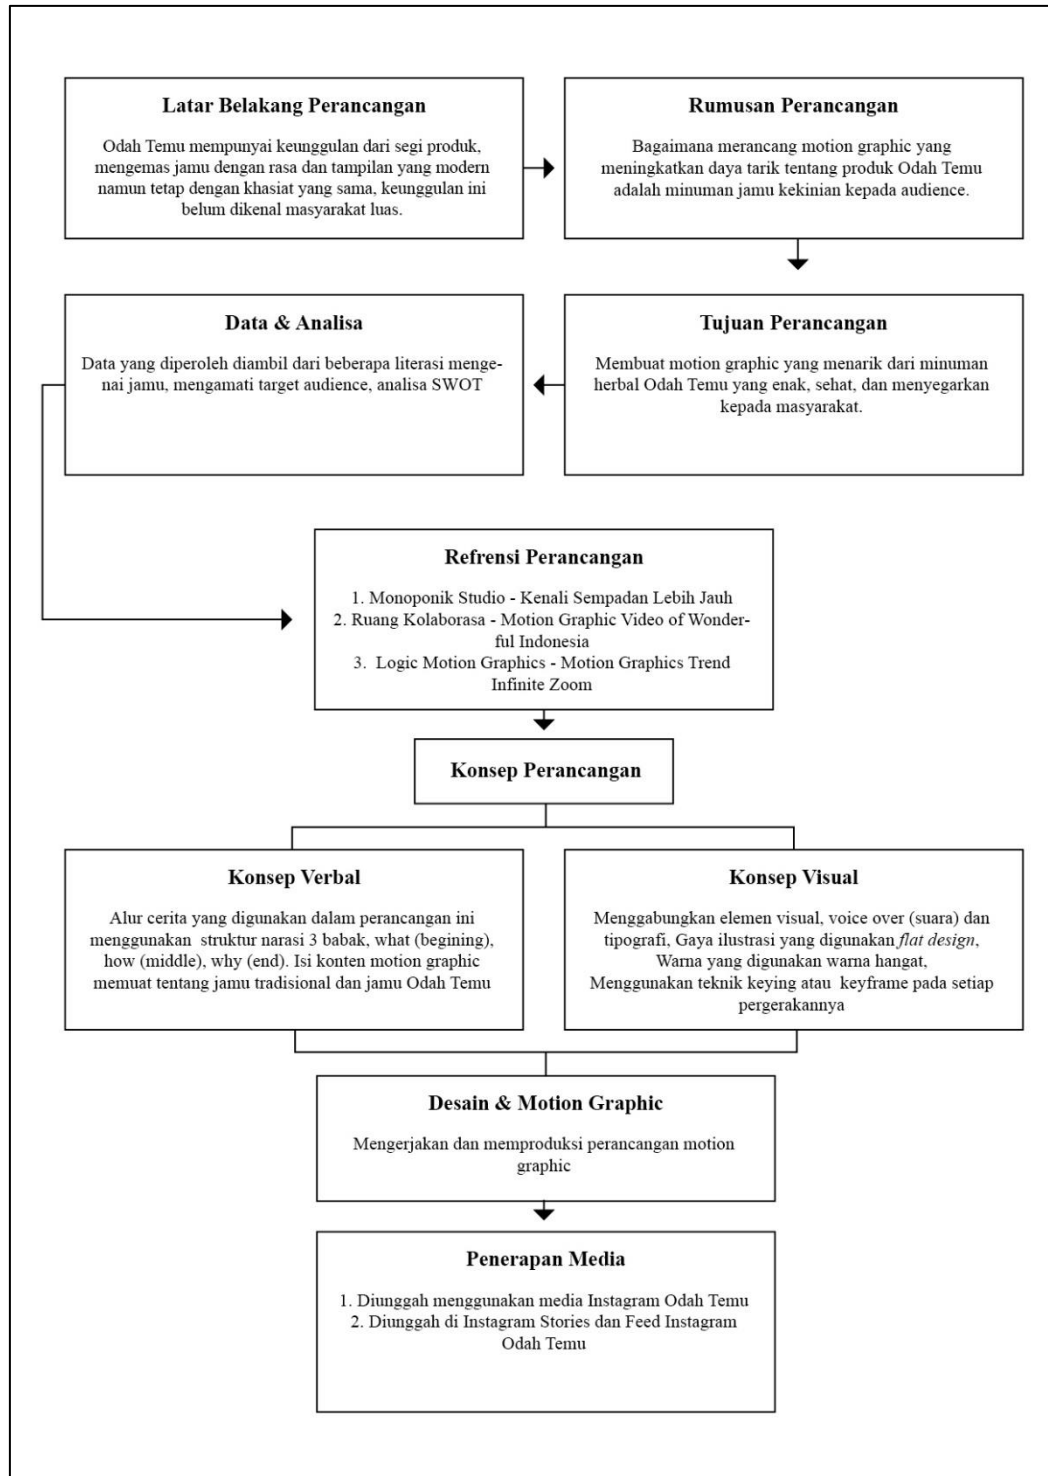 Latar Belakang Perancangan
Odah Temu mempunyai keunggulan dari segi produk,
mengemas jamu dengan rasa dan tampilan yang modern
namun tetap dengan khasiat yang sama, keunggulan ini
belum dikenal masyarakat luas.
Rumusan Perancangan
Bagaimana merancang motion graphic yang
meningkatkan daya tarik tentang produk Odah Temu
adalah minuman jamu kekinian kepada audience.
Tujuan Perancangan
Membuat motion graphic yang menarik dari minuman
herbal Odah Temu yang enak, sehat, dan menyegarkan
kepada masyarakat.
Data & Analisa
Data yang diperoleh diambil dari beberapa literasi menge-
nai jamu, mengamati target audience, analisa SWOT
Refrensi Perancangan
1. Monoponik Studio - Kenali Sempadan Lebih Jauh
2. Ruang Kolaborasa - Motion Graphic Video of Wonder-
ful Indonesia
3. Logic Motion Graphics - Motion Graphics Trend
Infinite Zoom
Konsep Perancangan
Konsep Verbal
Alur cerita yang digunakan dalam perancangan ini
menggunakan struktur narasi 3 babak, what (begining),
how (middle), why (end). Isi konten motion graphic
memuat tentang jamu tradisional dan jamu Odah Temu
Konsep Visual
Menggabungkan elemen visual, voice over (suara) dan
tipografi, Gaya ilustrasi yang digunakan flat design,
Warna yang digunakan warna hangat,
Menggunakan teknik keying atau keyframe pada setiap
pergerakannya
Desain & Motion Graphic
Mengerjakan dan memproduksi perancangan motion
graphic
Penerapan Media
1. Diunggah menggunakan media Instagram Odah Temu
2. Diunggah di Instagram Stories dan Feed Instagram
Odah Temu